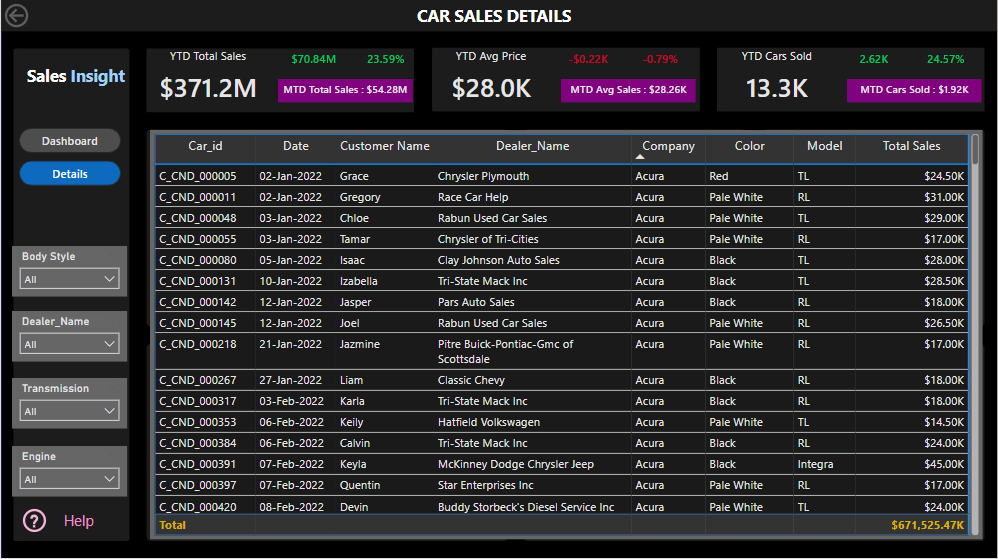 CAR SALES DETAILS
Sales Insight
Dashboard
Details
Body Style
All
Dealer_Name
All
Transmission
All
Engine
All
? Help
YTD Total Sales $70.84M 23.59%
$371.2M MTD Total Sales : $54.28M
YTD Avg Price -$0.22K -0.79%
$28.0K MTD Avg Sales : $28.26K
YTD Cars Sold 2.62K 24.57%
13.3K MTD Cars Sold : $1.92K
Car_id Date Customer Name Dealer_Name Company Color Model Total Sales
C_CND_000005 02-Jan-2022 Grace Chrysler Plymouth Acura Red TL $24.50K
C_CND_000011 02-Jan-2022 Gregory Race Car Help Acura Pale White RL $31.00K
C_CND_000048 03-Jan-2022 Chloe Rabun Used Car Sales Acura Pale White TL $29.00K
C_CND_000055 03-Jan-2022 Tamar Chrysler of Tri-Cities Acura Pale White RL $17.00K
C_CND_000080 05-Jan-2022 Isaac Clay Johnson Auto Sales Acura Black TL $28.00K
C_CND_000131 10-Jan-2022 Izabella Tri-State Mack Inc Acura Black TL $28.50K
C_CND_000142 12-Jan-2022 Jasper Pars Auto Sales Acura Black RL $18.00K
C_CND_000145 12-Jan-2022 Joel Rabun Used Car Sales Acura Pale White RL $26.50K
C_CND_000218 21-Jan-2022 Jazmine Pitre Buick-Pontiac-Gmc of Acura Pale White RL $17.00K
Scottsdale
C_CND_000267 27-Jan-2022 Liam Classic Chevy Acura Black RL $18.00K
C_CND_000317 03-Feb-2022 Karla Tri-State Mack Inc Acura Black RL $18.00K
C_CND_000353 06-Feb-2022 Keily Hatfield Volkswagen Acura Pale White TL $14.50K
C_CND_000384 06-Feb-2022 Calvin Tri-State Mack Inc Acura Black RL $24.00K
C_CND_000391 07-Feb-2022 Keyla McKinney Dodge Chrysler Jeep Acura Black Integra $45.00K
C_CND_000397 07-Feb-2022 Quentin Star Enterprises Inc Acura Pale White RL $17.00K
C_CND_000420 08-Feb-2022 Devin Buddy Storbeck's Diesel Service Inc Acura Pale White TL $24.00K
Total $671,525.47K